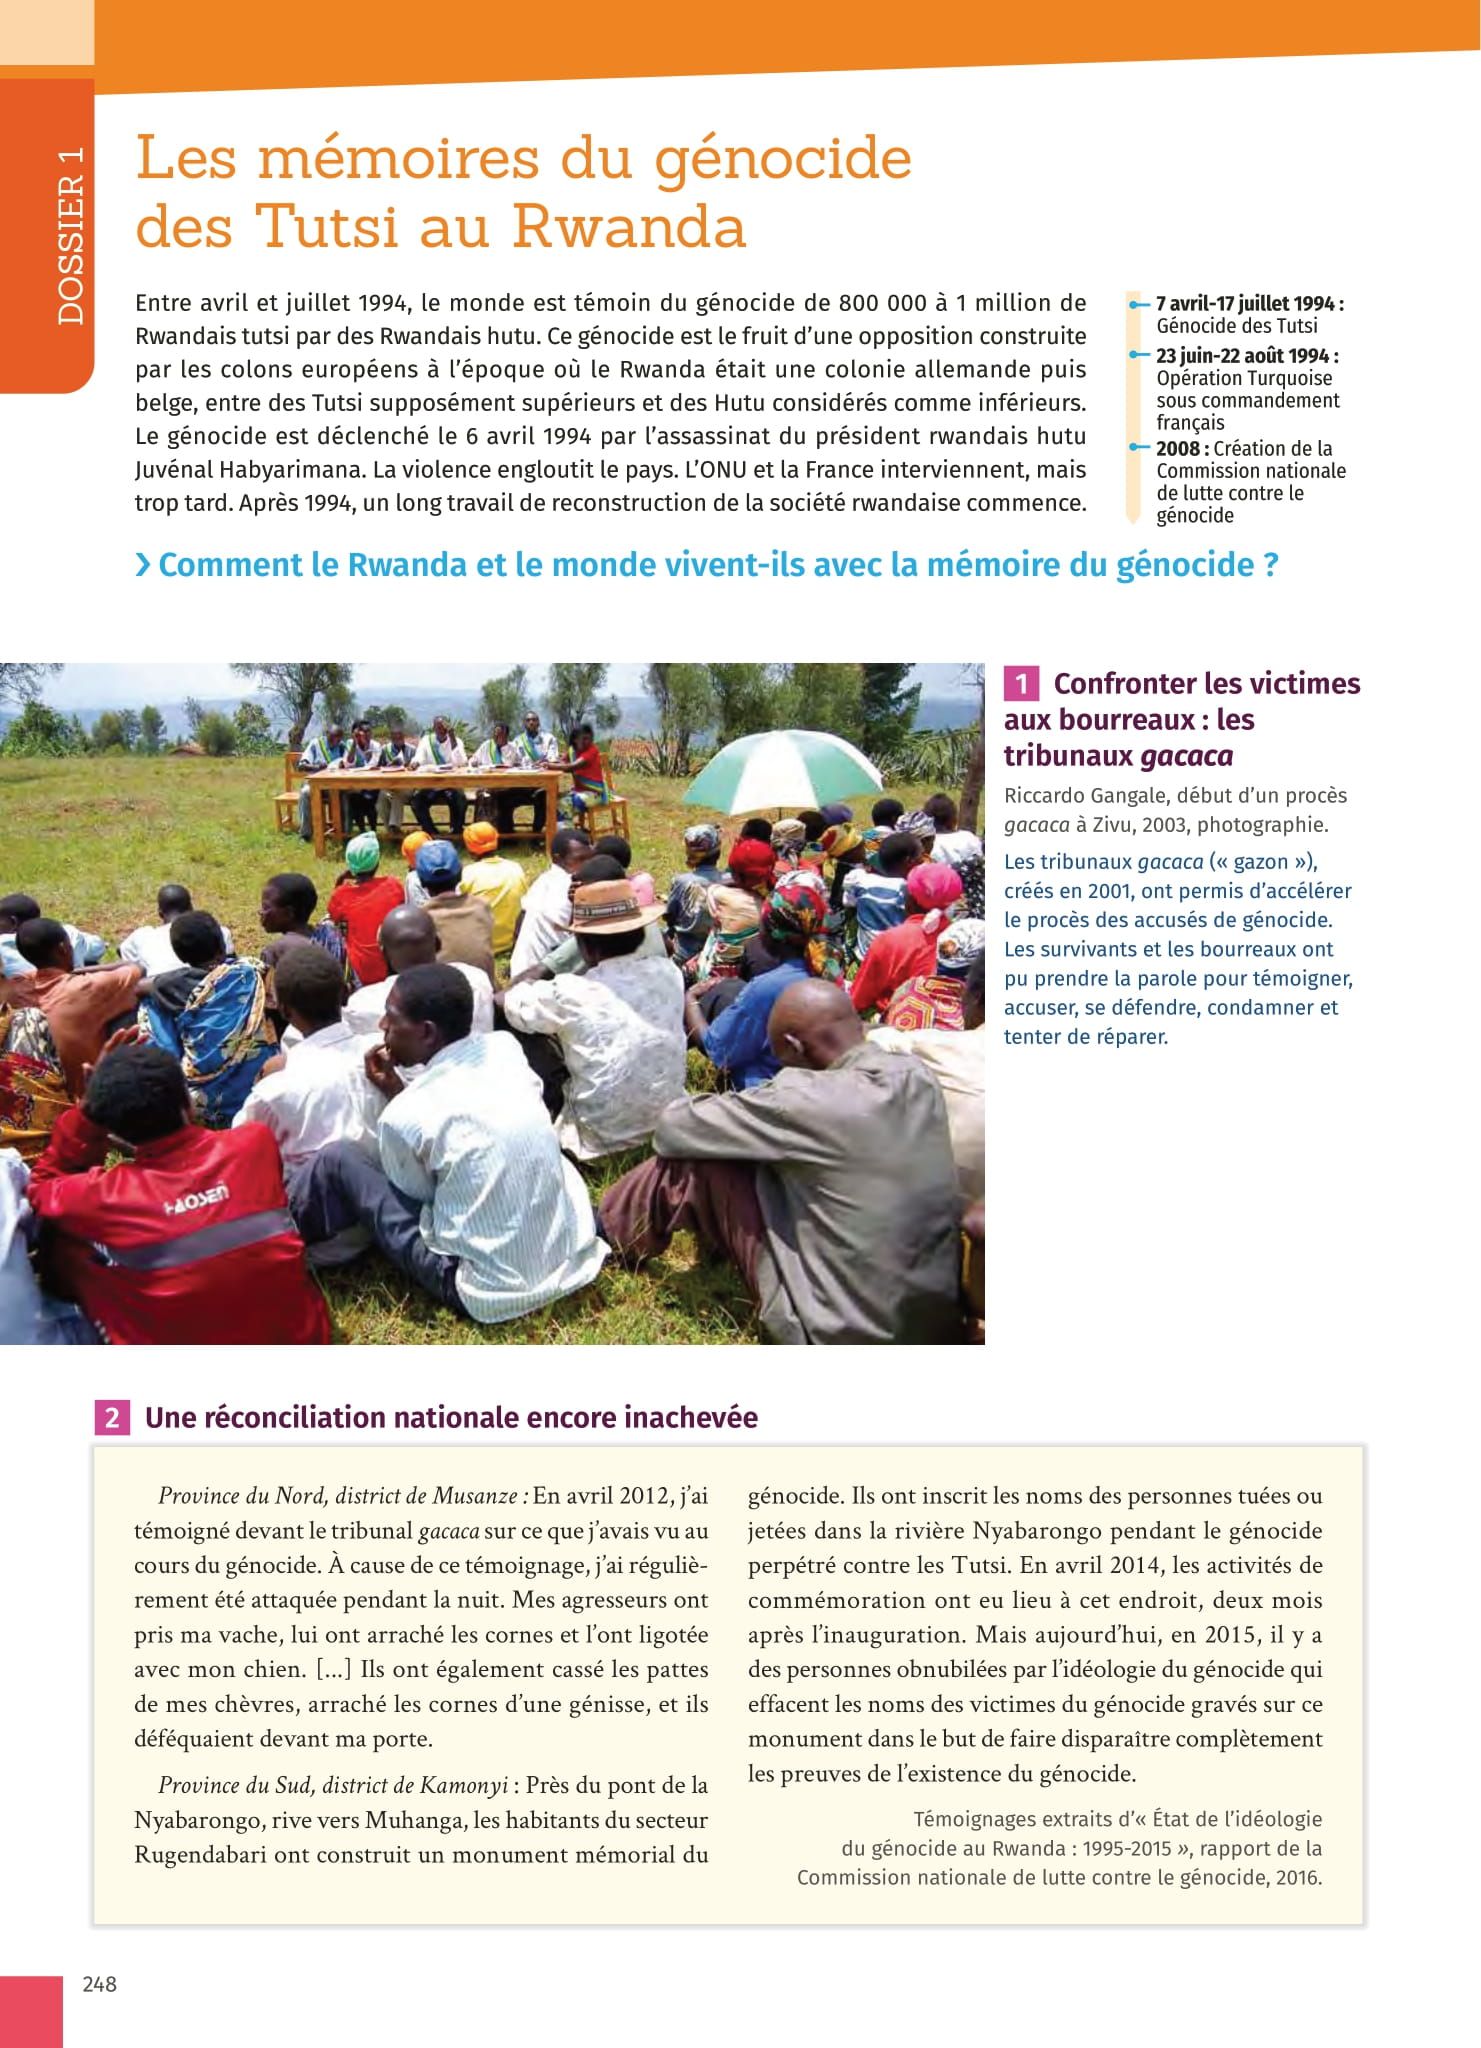 DOSSIER 1
Les mémoires du génocide
des Tutsi au Rwanda
Entre avril et juillet 1994, le monde est témoin du génocide de 800 000 à 1 million de
Rwandais tutsi par des Rwandais hutu. Ce génocide est le fruit d’une opposition construite
par les colons européens à l’époque où le Rwanda était une colonie allemande puis
belge, entre des Tutsi supposément supérieurs et des Hutu considérés comme inférieurs.
Le génocide est déclenché le 6 avril 1994 par l’assassinat du président rwandais hutu
Juvénal Habyarimana. La violence engloutit le pays. L’ONU et la France interviennent, mais
trop tard. Après 1994, un long travail de reconstruction de la société rwandaise commence.
7 avril-17 juillet 1994 :
Génocide des Tutsi
23 juin-22 août 1994 :
Opération Turquoise
sous commandement
français
2008 : Création de la
Commission nationale
de lutte contre le
génocide
› Comment le Rwanda et le monde vivent-ils avec la mémoire du génocide ?
HAOSEN
1 Confronter les victimes
aux bourreaux : les
tribunaux gacaca
Riccardo Gangale, début d’un procès
gacaca à Zivu, 2003, photographie.
Les tribunaux gacaca (« gazon »),
créés en 2001, ont permis d’accélérer
le procès des accusés de génocide.
Les survivants et les bourreaux ont
pu prendre la parole pour témoigner,
accuser, se défendre, condamner et
tenter de réparer.
2 Une réconciliation nationale encore inachevée
Province du Nord, district de Musanze : En avril 2012, j’ai
témoigné devant le tribunal gacaca sur ce que j’avais vu au
cours du génocide. À cause de ce témoignage, j’ai réguliè-
rement été attaquée pendant la nuit. Mes agresseurs ont
pris ma vache, lui ont arraché les cornes et l’ont ligotée
avec mon chien. [...] Ils ont également cassé les pattes
de mes chèvres, arraché les cornes d’une génisse, et ils
déféquaient devant ma porte.
Province du Sud, district de Kamonyi : Près du pont de la
Nyabarongo, rive vers Muhanga, les habitants du secteur
Rugendabari ont construit un monument mémorial du
génocide. Ils ont inscrit les noms des personnes tuées ou
jetées dans la rivière Nyabarongo pendant le génocide
perpétré contre les Tutsi. En avril 2014, les activités de
commémoration ont eu lieu à cet endroit, deux mois
après l’inauguration. Mais aujourd’hui, en 2015, il y a
des personnes obnubilées par l’idéologie du génocide qui
effacent les noms des victimes du génocide gravés sur ce
monument dans le but de faire disparaître complètement
les preuves de l’existence du génocide.
Témoignages extraits d’« État de l’idéologie
du génocide au Rwanda : 1995-2015 », rapport de la
Commission nationale de lutte contre le génocide, 2016.
248